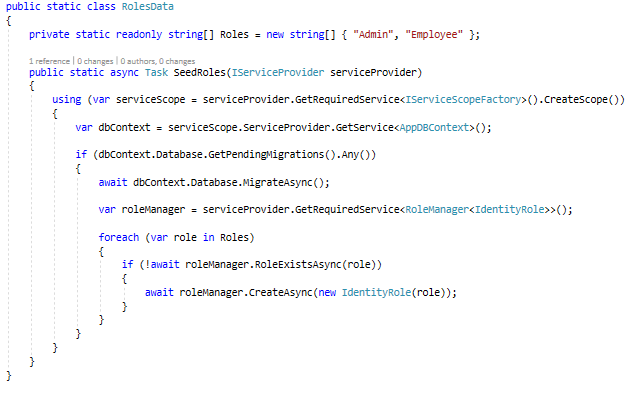 public static class RolesData
{
    private static readonly string[] Roles = new string[] { "Admin", "Employee" };
    1 reference | 0 changes | 0 authors, 0 changes
    public static async Task SeedRoles(IServiceProvider serviceProvider)
    {
        using (var serviceScope = serviceProvider.GetRequiredService<IServiceScopeFactory>().CreateScope())
        {
            var dbContext = serviceScope.ServiceProvider.GetService<AppDBContext>();
            if (dbContext.Database.GetPendingMigrations().Any())
            {
                await dbContext.Database.MigrateAsync();
                var roleManager = serviceProvider.GetRequiredService<RoleManager<IdentityRole>>();
                foreach (var role in Roles)
                {
                    if (!await roleManager.RoleExistsAsync(role))
                    {
                        await roleManager.CreateAsync(new IdentityRole(role));
                    }
                }
            }
        }
    }
}